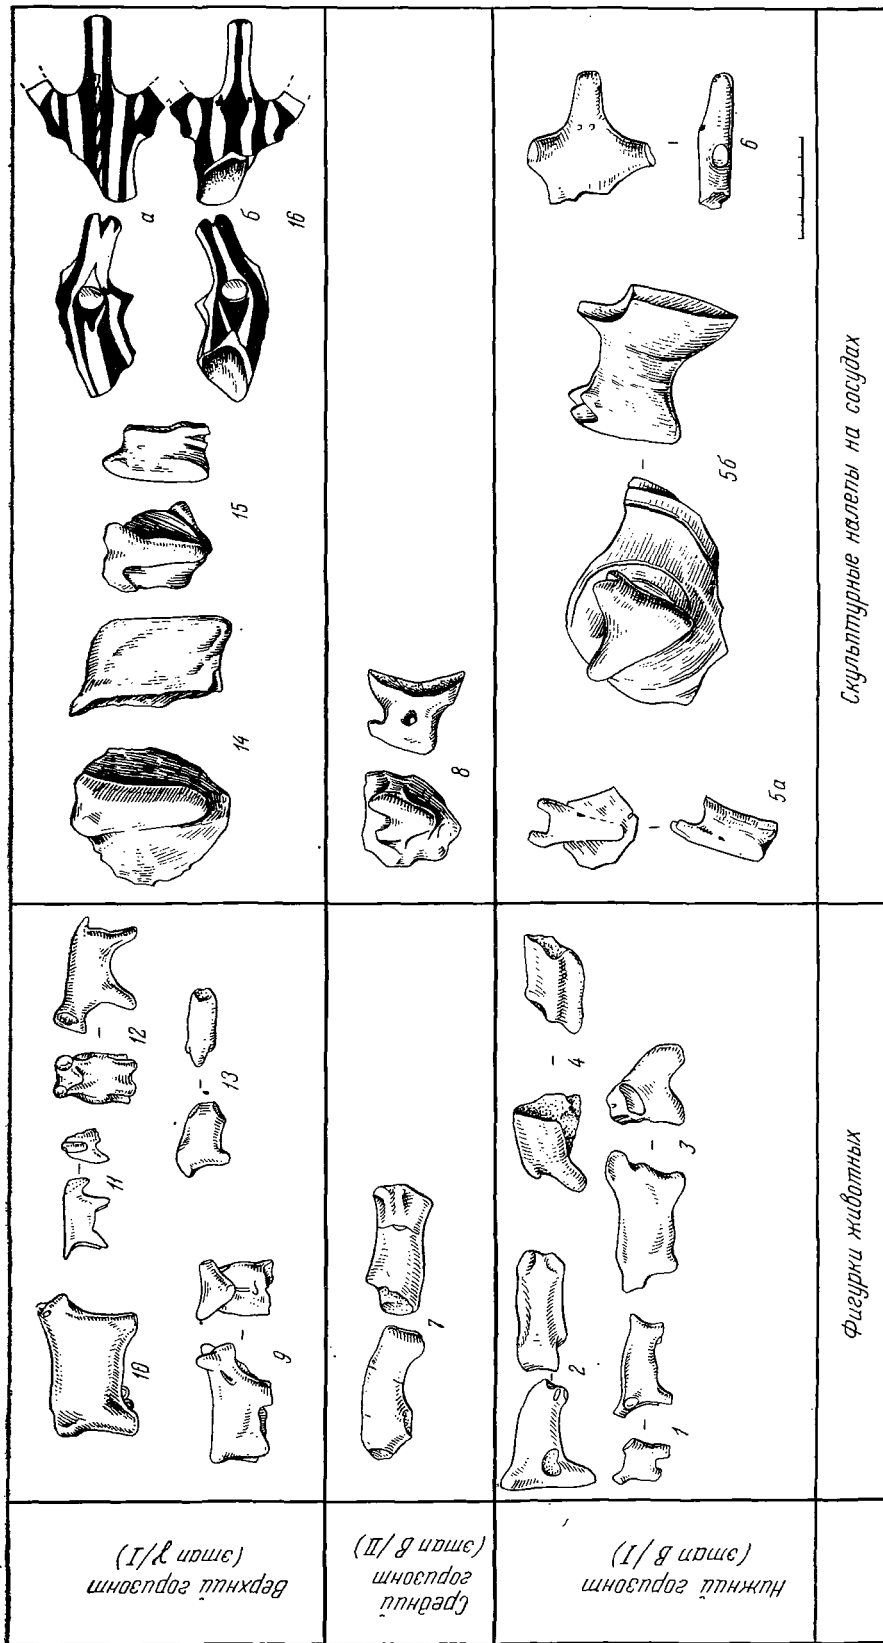 Верхний горизонт
(этап γ/I)
10
11
12
9
13
14
15
а
б
16
Средний
горизонт
(этап В/II)
7
8
Нижний горизонт
(этап В/I)
1
2
3
4
5а
5б
6
Фигурки животных
Скульптурные налепы на сосудах